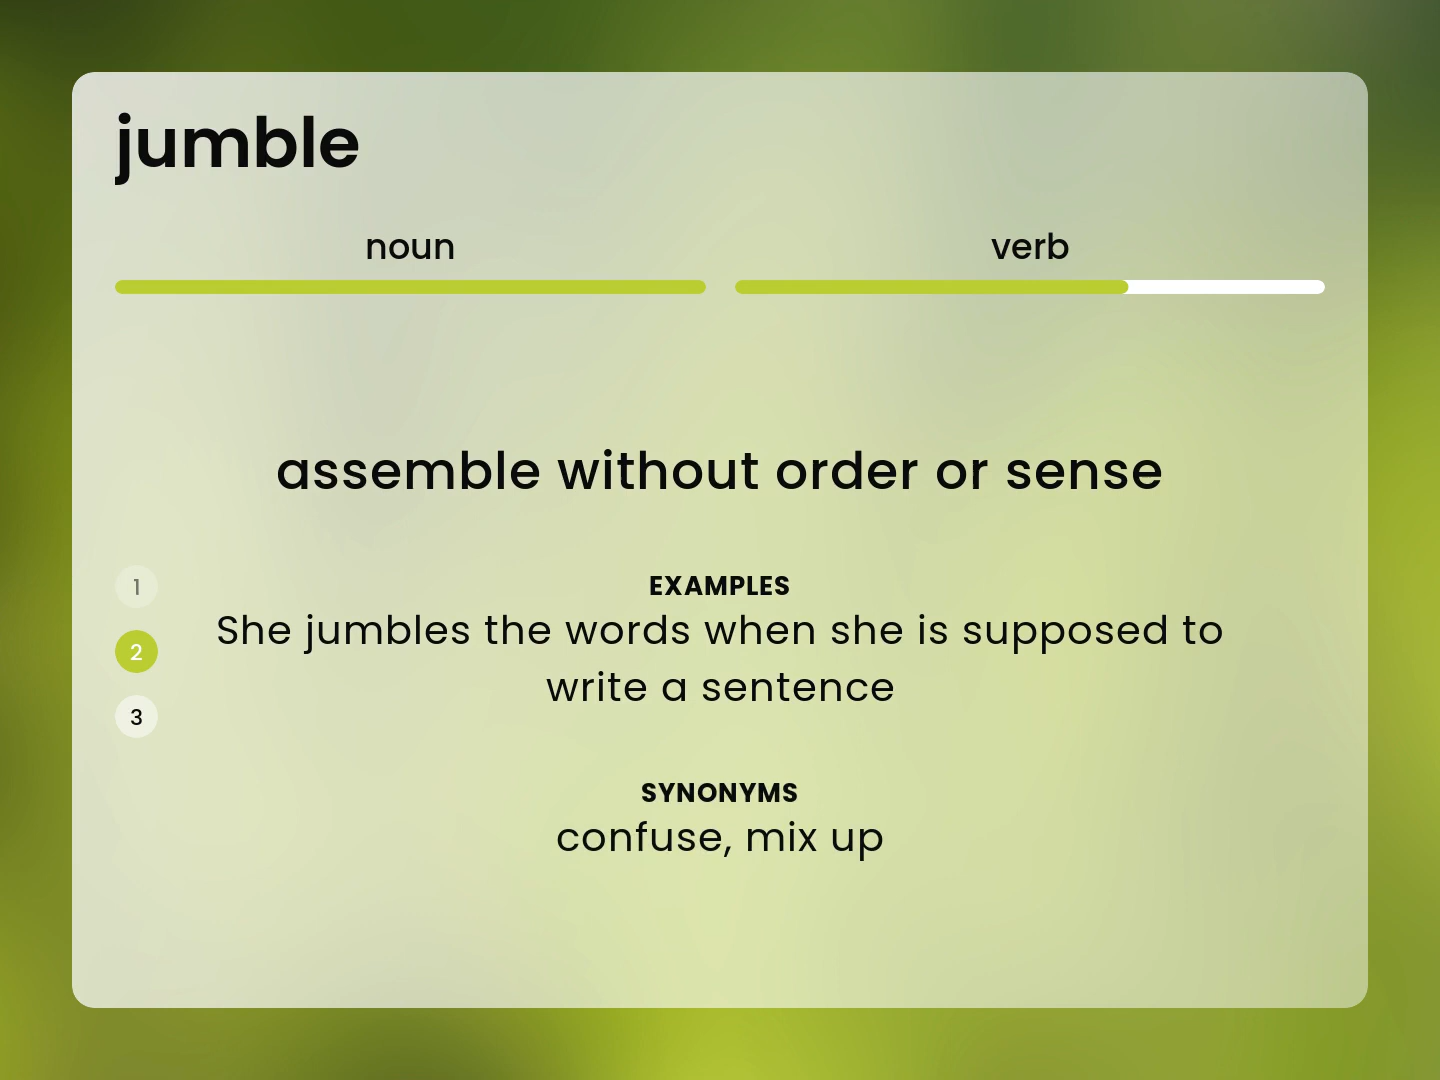 jumble
noun
verb
assemble without order or sense
1
EXAMPLES
She jumbles the words when she is supposed to
2
write a sentence
3
SYNONYMS
confuse, mix up